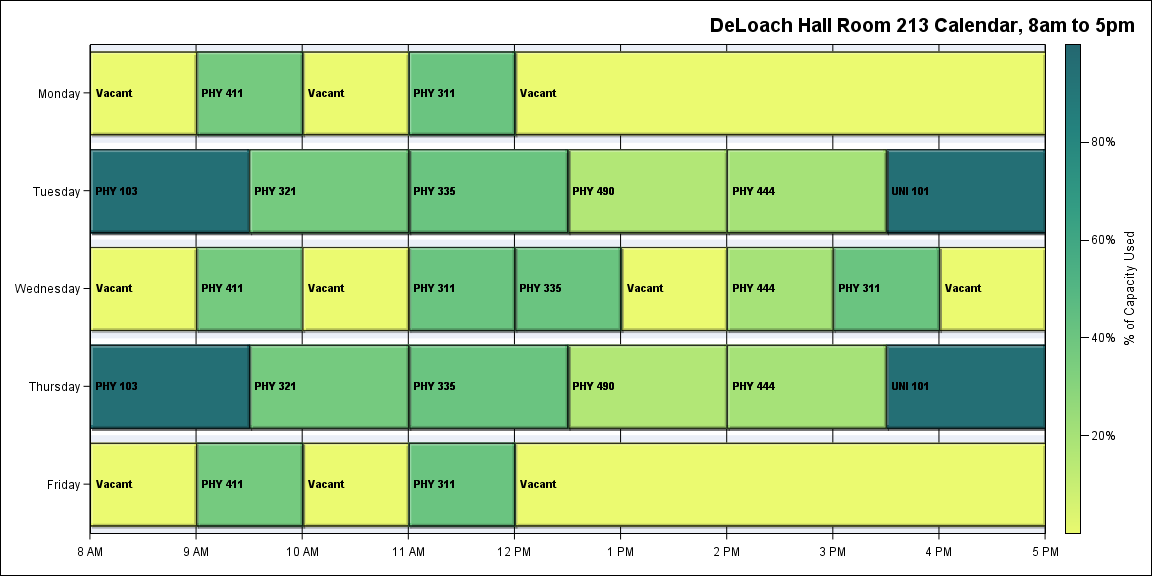 DeLoach Hall Room 213 Calendar, 8am to 5pm
Monday
Vacant
PHY 411
Vacant
PHY 311
Vacant
Tuesday
PHY 103
PHY 321
PHY 335
PHY 490
PHY 444
UNI 101
Wednesday
Vacant
PHY 411
Vacant
PHY 311
PHY 335
Vacant
PHY 444
PHY 311
Vacant
Thursday
PHY 103
PHY 321
PHY 335
PHY 490
PHY 444
UNI 101
Friday
Vacant
PHY 411
Vacant
PHY 311
Vacant
8 AM
9 AM
10 AM
11 AM
12 PM
1 PM
2 PM
3 PM
4 PM
5 PM
80%
60%
40%
20%
% of Capacity Used